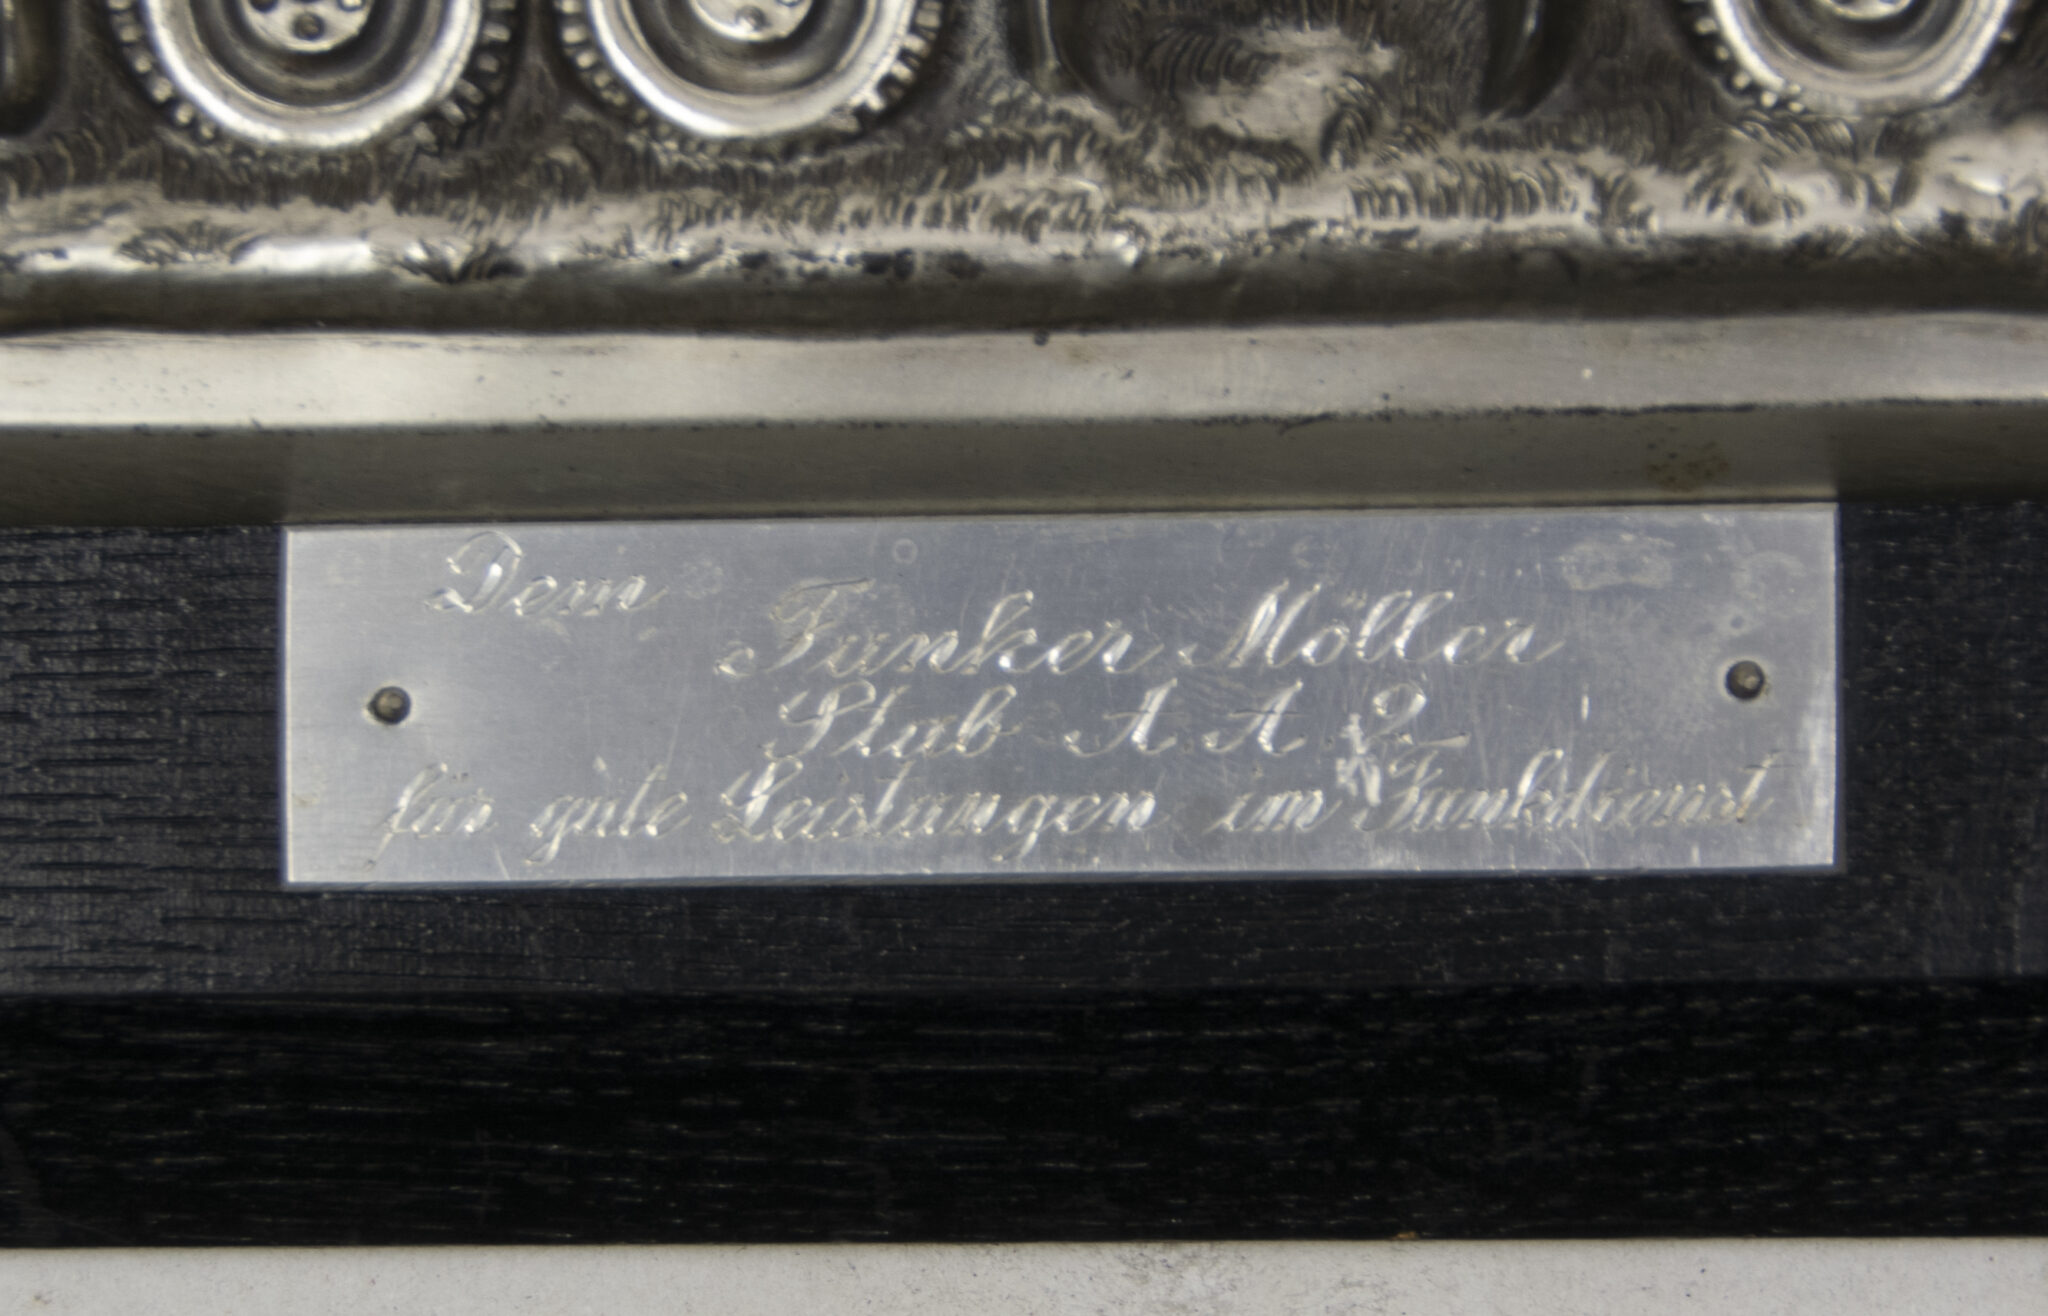 Dem
Funker Möller
Stab A.A. 2
für gute Leistungen im Funkdienst